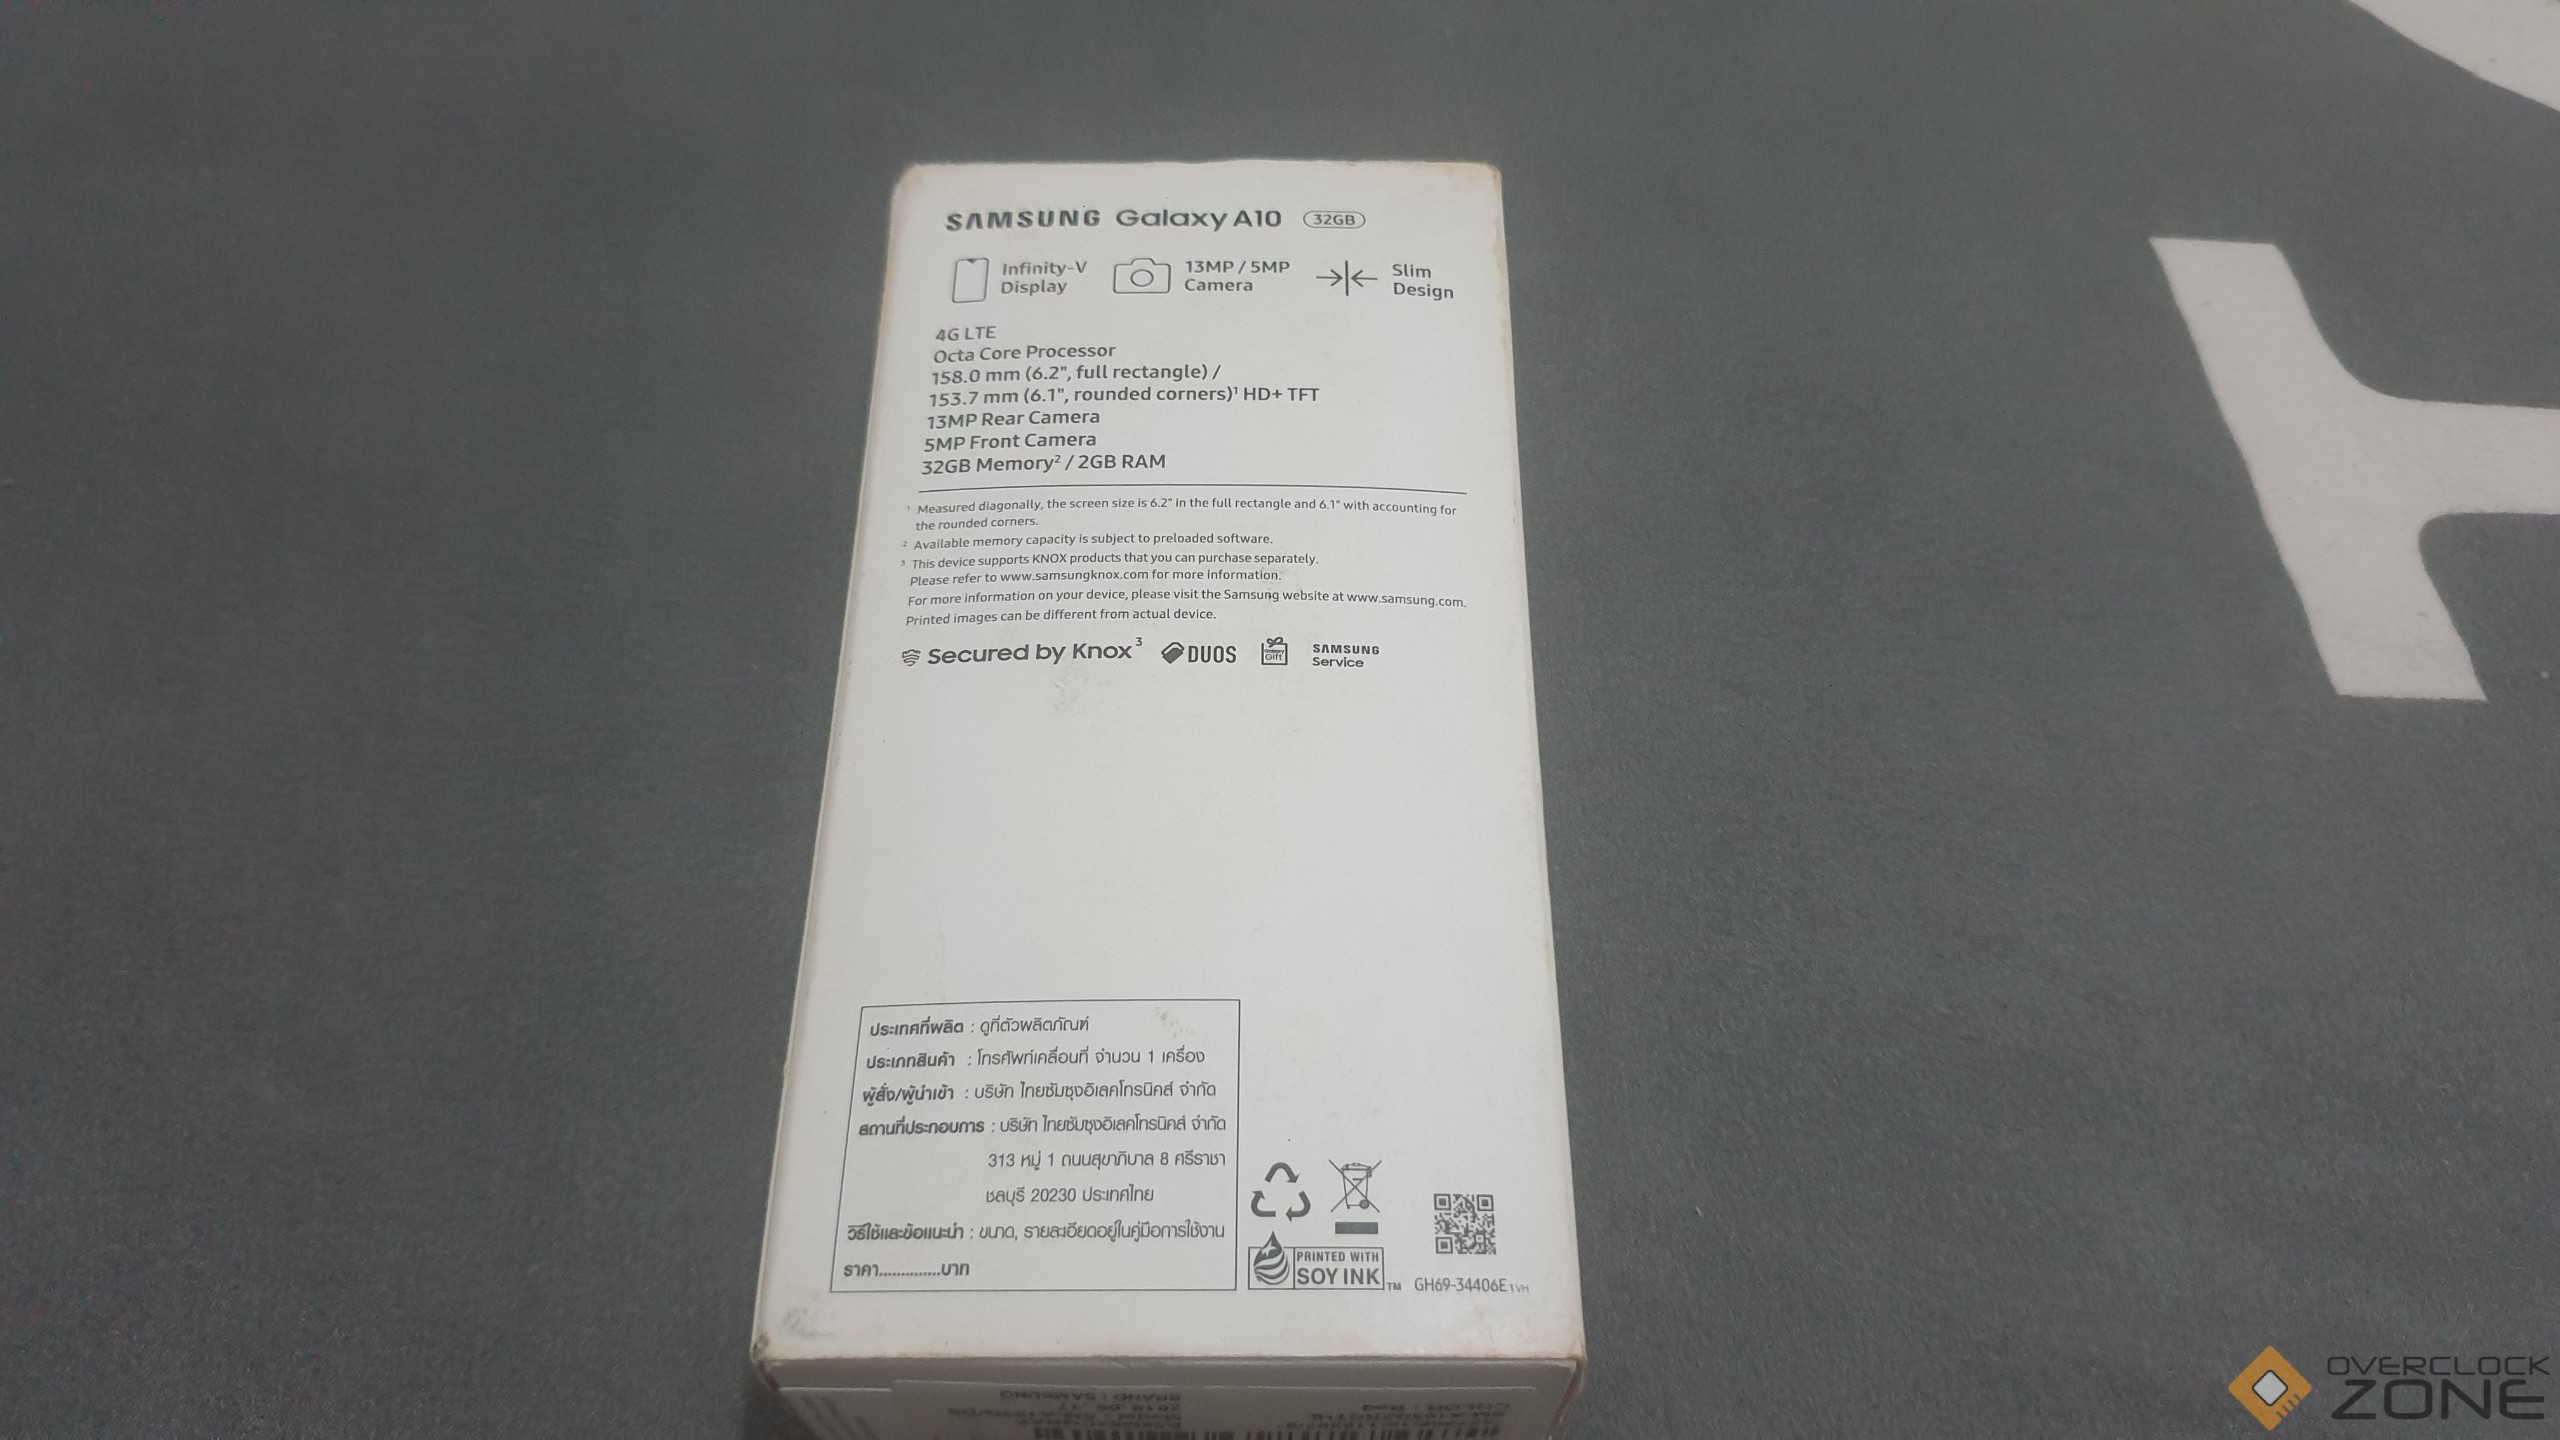 SAMSUNG Galaxy A10 32GB
Infinity-V Display
13MP / 5MP Camera
Slim Design
4G LTE
Octa Core Processor
158.0 mm (6.2", full rectangle) /
153.7 mm (6.1", rounded corners)¹ HD+ TFT
13MP Rear Camera
5MP Front Camera
32GB Memory² / 2GB RAM
¹ Measured diagonally, the screen size is 6.2" in the full rectangle and 6.1" with accounting for
the rounded corners.
² Available memory capacity is subject to preloaded software.
³ This device supports KNOX products that you can purchase separately.
Please refer to www.samsungknox.com for more information.
For more information on your device, please visit the Samsung website at www.samsung.com.
Printed images can be different from actual device.
Secured by Knox³ DUOS Galaxy Gift SAMSUNG Service
ประเทศที่ผลิต : ดูที่ตัวผลิตภัณฑ์
ประเภทสินค้า : โทรศัพท์เคลื่อนที่ จำนวน 1 เครื่อง
ผู้สั่ง/ผู้นำเข้า : บริษัท ไทยซัมซุงอิเลคโทรนิคส์ จำกัด
สถานที่ประกอบการ : บริษัท ไทยซัมซุงอิเลคโทรนิคส์ จำกัด
313 หมู่ 1 ถนนสุขาภิบาล 8 ศรีราชา
ชลบุรี 20230 ประเทศไทย
วิธีใช้และข้อแนะนำ : ขนาด, รายละเอียดอยู่ในคู่มือการใช้งาน
ราคา..............บาท
PRINTED WITH
SOY INK TM
GH69-34406E 1VH
BRAND : SAMSUNG
COLOR : Red
OVERCLOCK
ZONE